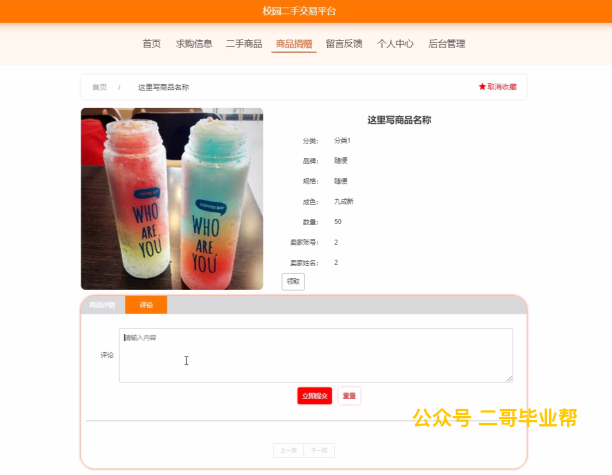 校园二手交易平台
首页 求购信息 二手商品 商品捐赠 留言反馈 个人中心 后台管理
首页 / 这里写商品名称 ★取消收藏
这里写商品名称
分类： 分类1
品牌： 随便
规格： 随便
成色： 九成新
数量： 50
卖家账号： 2
卖家姓名： 2
领取
WHO
ARE
YOU
WHO
ARE
YOU
商品详情 评论
评论 请输入内容
立即提交 重置
公众号 二哥毕业帮
上一页 下一页